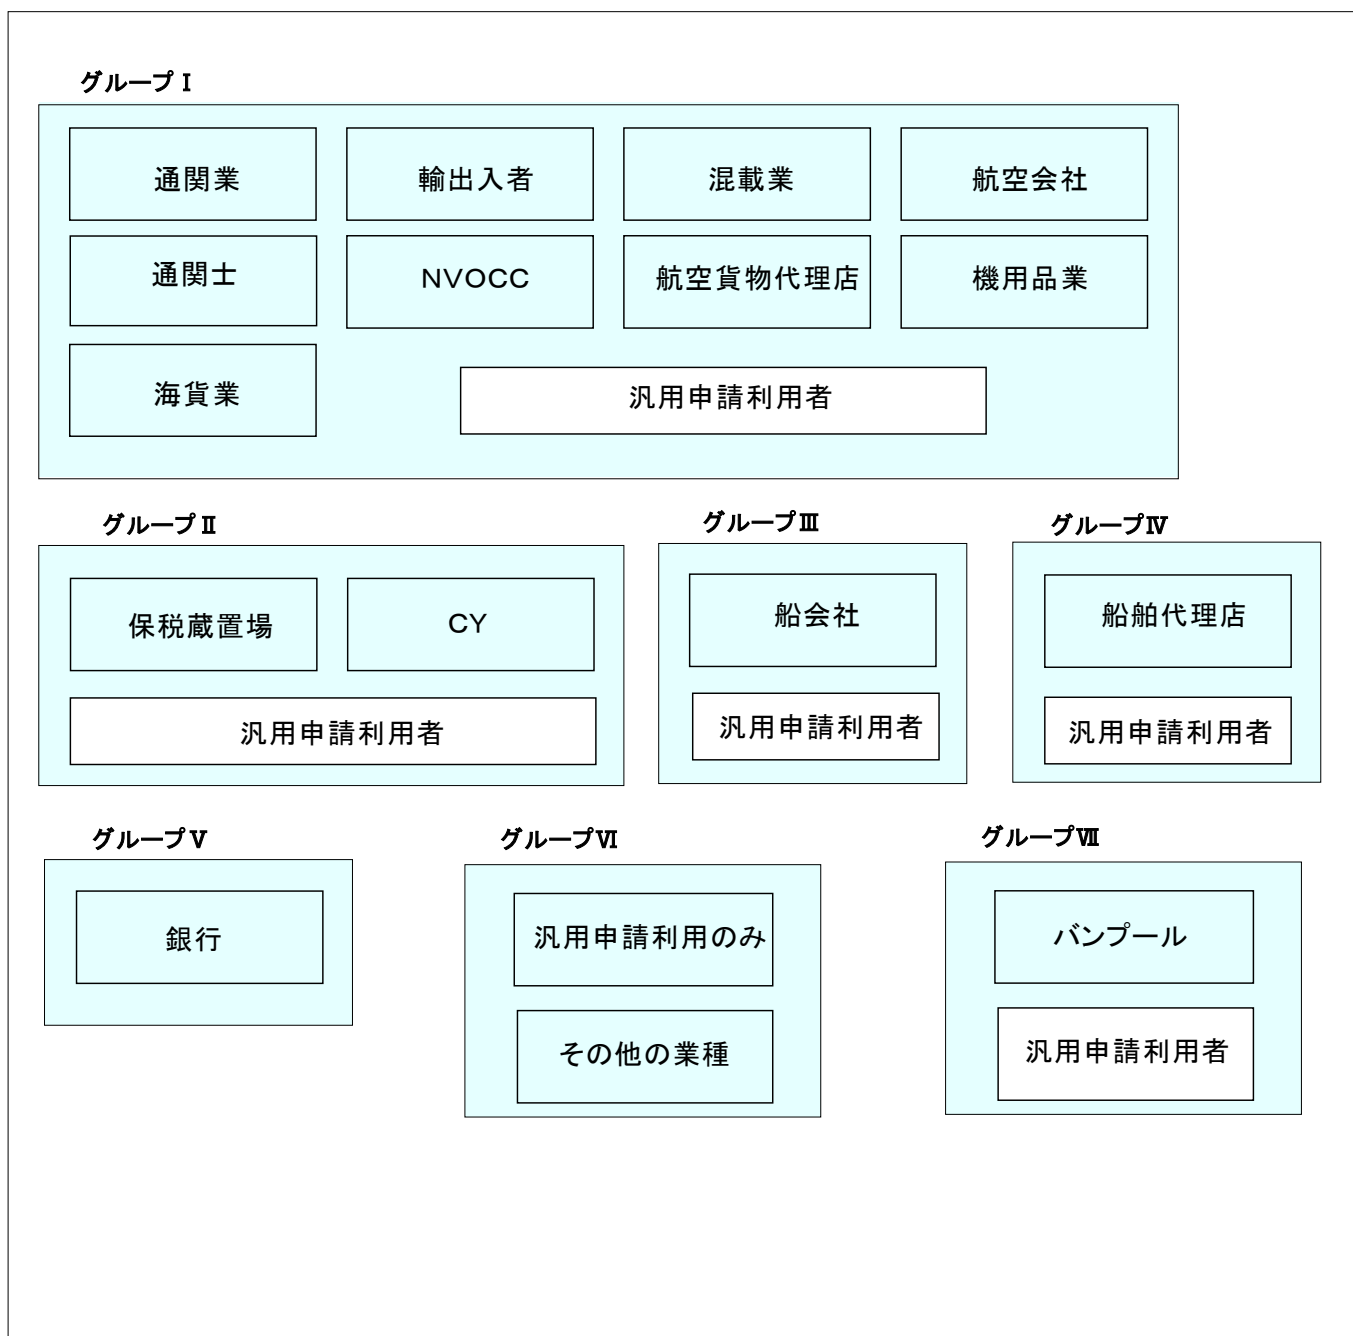 グループⅠ
通関業
輸出入者
混載業
航空会社
通関士
NVOCC
航空貨物代理店
機用品業
海貨業
汎用申請利用者
グループⅡ
保税蔵置場
CY
汎用申請利用者
グループⅢ
船会社
汎用申請利用者
グループⅣ
船舶代理店
汎用申請利用者
グループⅤ
銀行
グループⅥ
汎用申請利用のみ
その他の業種
グループⅦ
バンプール
汎用申請利用者